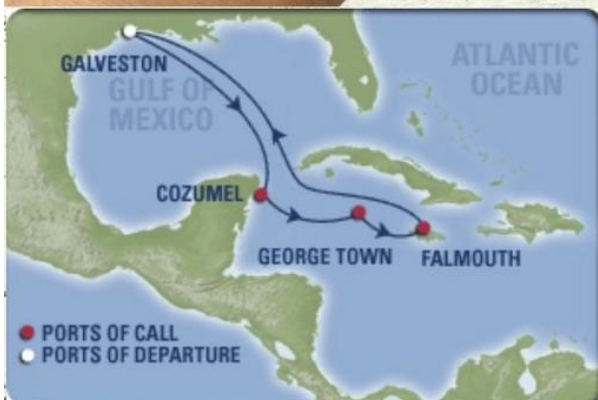 GALVESTON
GULF OF
MEXICO
ATLANTIC
OCEAN
COZUMEL
GEORGE TOWN
FALMOUTH
PORTS OF CALL
PORTS OF DEPARTURE